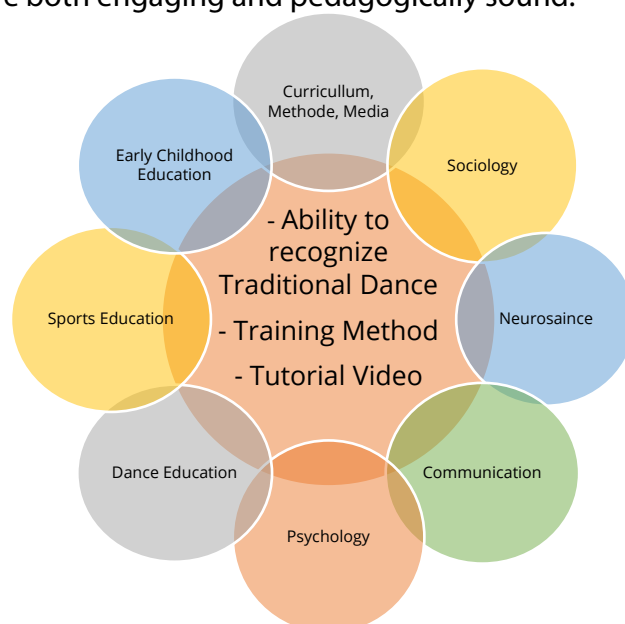 e both engaging and pedagogically sound.
Curricullum,
Methode, Media
Early Childhood
Education
Sociology
- Ability to
recognize
Traditional Dance
- Training Method
- Tutorial Video
Sports Education
Neurosaince
Dance Education
Communication
Psychology